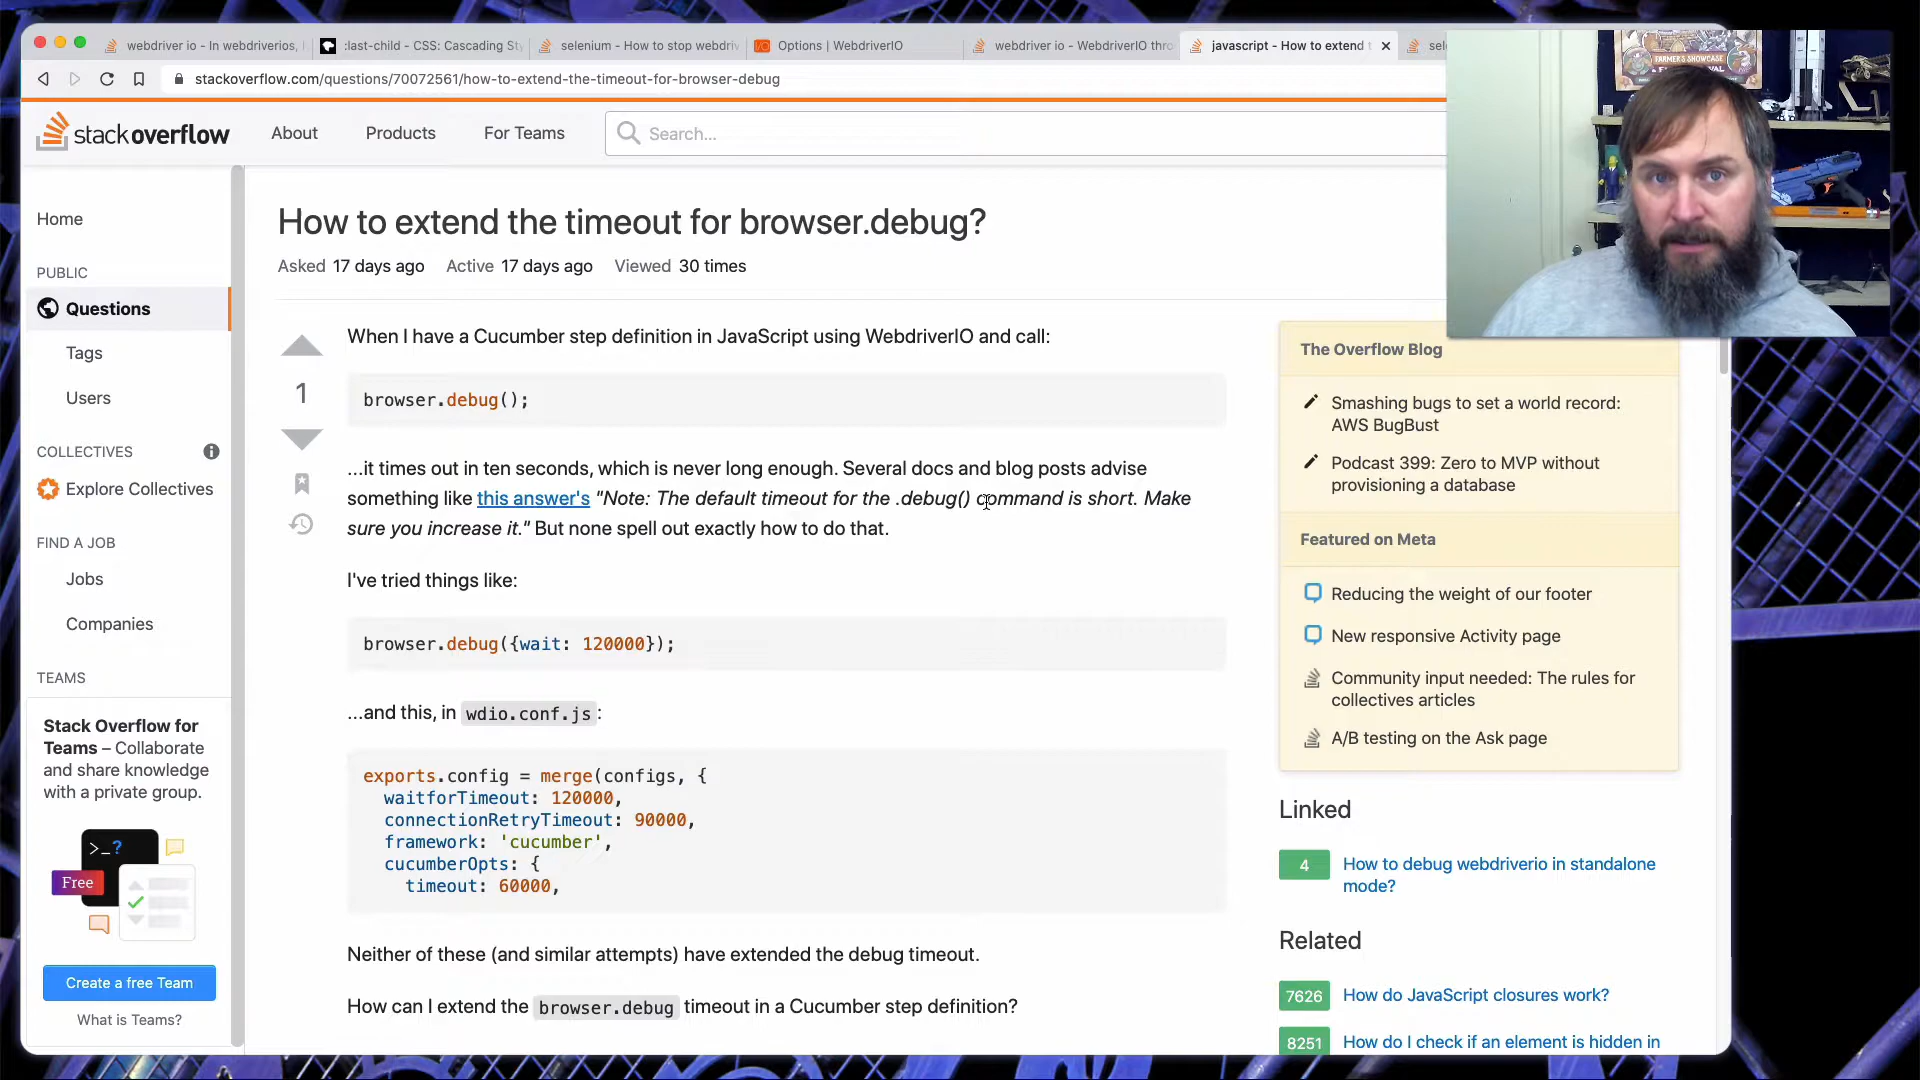 webdriver io - In webdriverios,
:last-child - CSS: Cascading St
selenium - How to stop webdriv
Options | WebdriverIO
webdriver io - WebdriverIO thro
javascript - How to extend t
sel
stackoverflow.com/questions/70072561/how-to-extend-the-timeout-for-browser-debug
stackoverflow
About
Products
For Teams
Search...
Home
PUBLIC
Questions
Tags
Users
COLLECTIVES
Explore Collectives
FIND A JOB
Jobs
Companies
TEAMS
Stack Overflow for
Teams – Collaborate
and share knowledge
with a private group.
>_?
Free
Create a free Team
What is Teams?
How to extend the timeout for browser.debug?
Asked 17 days ago Active 17 days ago Viewed 30 times
1
When I have a Cucumber step definition in JavaScript using WebdriverIO and call:
browser.debug();
...it times out in ten seconds, which is never long enough. Several docs and blog posts advise
something like this answer's "Note: The default timeout for the .debug() command is short. Make
sure you increase it." But none spell out exactly how to do that.
I've tried things like:
browser.debug({wait: 120000});
...and this, in wdio.conf.js:
exports.config = merge(configs, {
waitforTimeout: 120000,
connectionRetryTimeout: 90000,
framework: 'cucumber',
cucumberOpts: {
timeout: 60000,
Neither of these (and similar attempts) have extended the debug timeout.
How can I extend the browser.debug timeout in a Cucumber step definition?
The Overflow Blog
Smashing bugs to set a world record:
AWS BugBust
Podcast 399: Zero to MVP without
provisioning a database
Featured on Meta
Reducing the weight of our footer
New responsive Activity page
Community input needed: The rules for
collectives articles
A/B testing on the Ask page
Linked
4 How to debug webdriverio in standalone
mode?
Related
7626 How do JavaScript closures work?
8251 How do I check if an element is hidden in